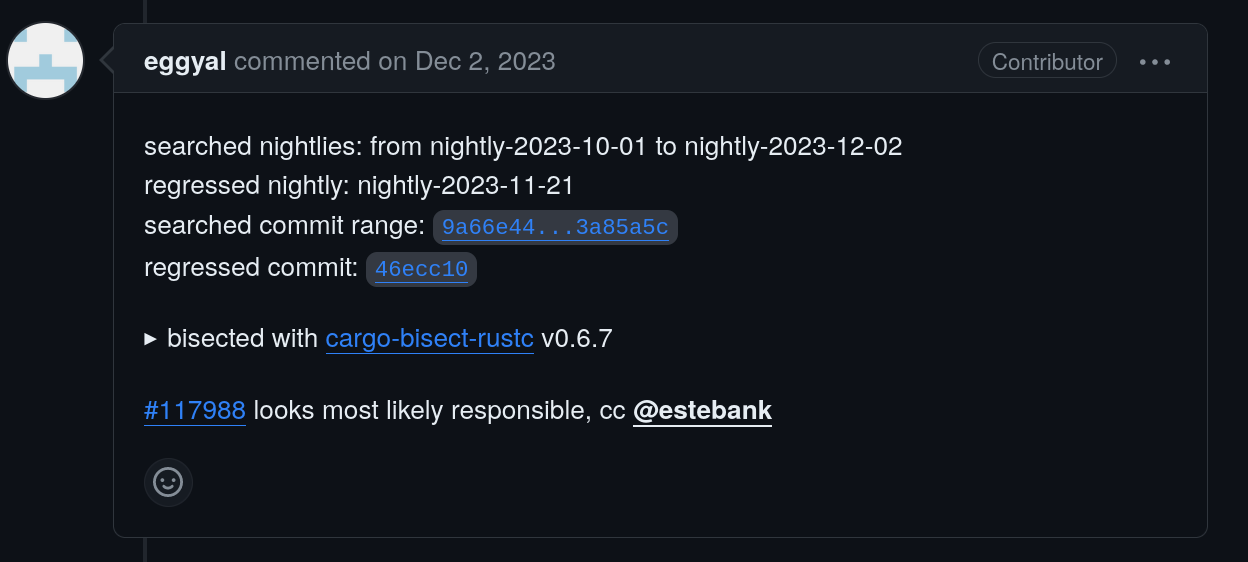 eggyal commented on Dec 2, 2023 Contributor
searched nightlies: from nightly-2023-10-01 to nightly-2023-12-02
regressed nightly: nightly-2023-11-21
searched commit range: 9a66e44...3a85a5c
regressed commit: 46ecc10
bisected with cargo-bisect-rustc v0.6.7
#117988 looks most likely responsible, cc @estebank